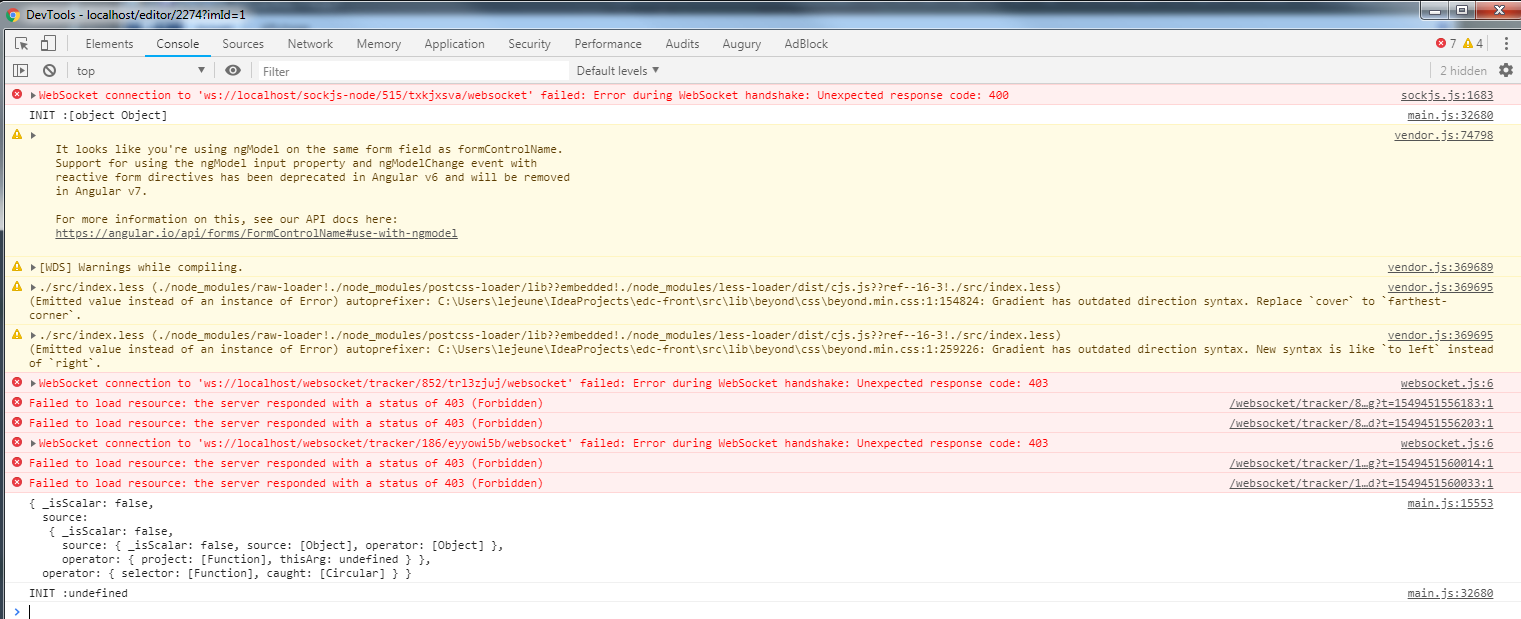 DevTools - localhost/editor/2274?imId=1
Elements Console Sources Network Memory Application Security Performance Audits Augury AdBlock 7 4
top Filter Default levels 2 hidden
WebSocket connection to 'ws://localhost/sockjs-node/515/txkjxsva/websocket' failed: Error during WebSocket handshake: Unexpected response code: 400 sockjs.js:1683
INIT :[object Object] main.js:32680
vendor.js:74798
It looks like you're using ngModel on the same form field as formControlName.
Support for using the ngModel input property and ngModelChange event with
reactive form directives has been deprecated in Angular v6 and will be removed
in Angular v7.
For more information on this, see our API docs here:
https://angular.io/api/forms/FormControlName#use-with-ngmodel
[WDS] Warnings while compiling. vendor.js:369689
./src/index.less (./node_modules/raw-loader!./node_modules/postcss-loader/lib??embedded!./node_modules/less-loader/dist/cjs.js??ref--16-3!./src/index.less) vendor.js:369695
(Emitted value instead of an instance of Error) autoprefixer: C:\Users\lejeune\IdeaProjects\edc-front\src\lib\beyond\css\beyond.min.css:1:154824: Gradient has outdated direction syntax. Replace `cover` to `farthest-
corner`.
./src/index.less (./node_modules/raw-loader!./node_modules/postcss-loader/lib??embedded!./node_modules/less-loader/dist/cjs.js??ref--16-3!./src/index.less) vendor.js:369695
(Emitted value instead of an instance of Error) autoprefixer: C:\Users\lejeune\IdeaProjects\edc-front\src\lib\beyond\css\beyond.min.css:1:259226: Gradient has outdated direction syntax. New syntax is like `to left` instead
of `right`.
WebSocket connection to 'ws://localhost/websocket/tracker/852/trl3zjuj/websocket' failed: Error during WebSocket handshake: Unexpected response code: 403 websocket.js:6
Failed to load resource: the server responded with a status of 403 (Forbidden) /websocket/tracker/8…g?t=1549451556183:1
Failed to load resource: the server responded with a status of 403 (Forbidden) /websocket/tracker/8…d?t=1549451556203:1
WebSocket connection to 'ws://localhost/websocket/tracker/186/eyyowi5b/websocket' failed: Error during WebSocket handshake: Unexpected response code: 403 websocket.js:6
Failed to load resource: the server responded with a status of 403 (Forbidden) /websocket/tracker/1…g?t=1549451560014:1
Failed to load resource: the server responded with a status of 403 (Forbidden) /websocket/tracker/1…d?t=1549451560033:1
{ _isScalar: false, main.js:15553
source:
{ _isScalar: false,
source: { _isScalar: false, source: [Object], operator: [Object] },
operator: { project: [Function], thisArg: undefined } },
operator: { selector: [Function], caught: [Circular] } }
INIT :undefined main.js:32680